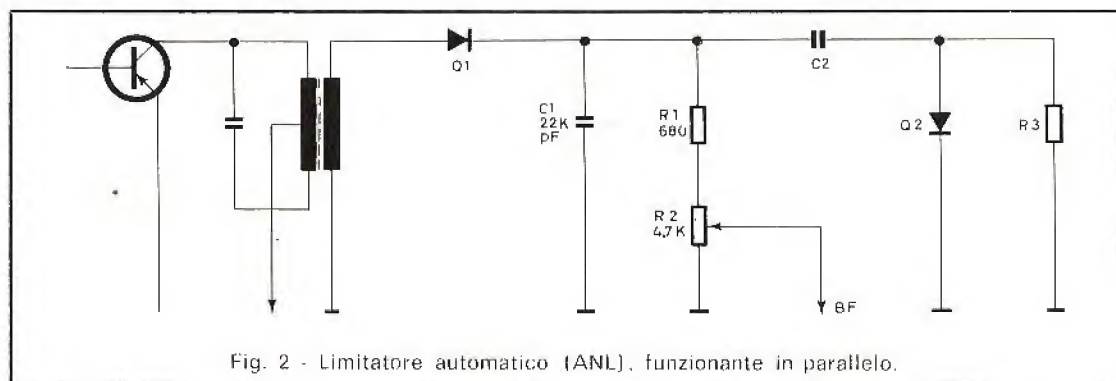 Q1
C1
22K
pF
R1
680
R2
4,7K
BF
C2
Q2
R3
Fig. 2 - Limitatore automatico (ANL), funzionante in parallelo.